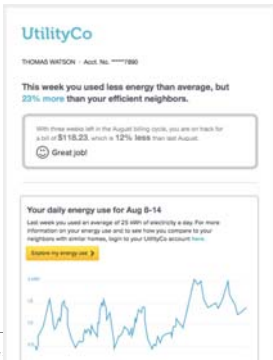 UtilityCo
THOMAS WATSON - Acct. No. ****7890
This week you used less energy than average, but
23% more than your efficient neighbors.
With three weeks left in the August billing cycle, you are on track for
a bill of $118.23, which is 12% less than last August.
Great job!
Your daily energy use for Aug 8-14
Last week you used an average of 25 kWh of electricity a day. For more
information on your energy use and to see how you compare to your
neighbors with similar homes, login to your UtilityCo account here.
Explore my energy use